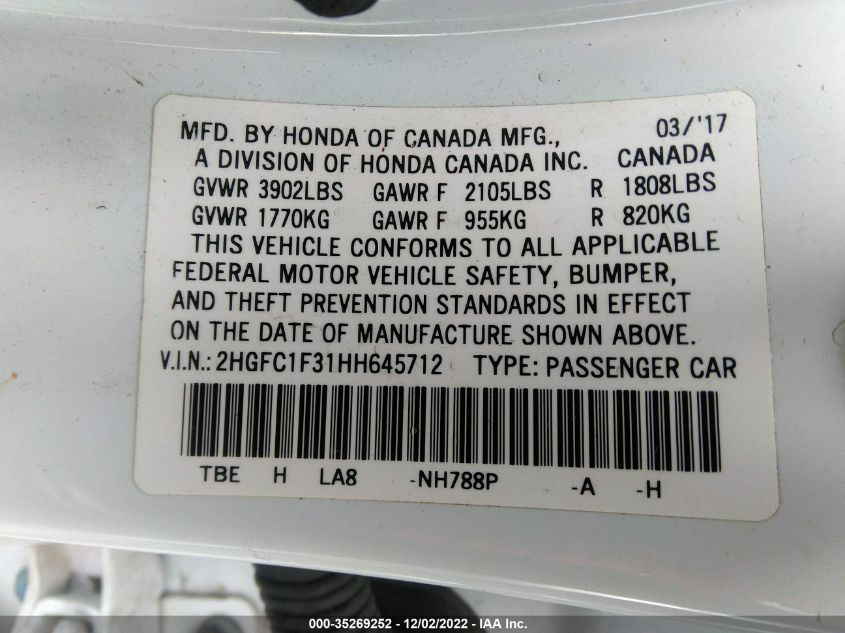 MFD. BY HONDA OF CANADA MFG., 03/'17
A DIVISION OF HONDA CANADA INC. CANADA
GVWR 3902LBS GAWR F 2105LBS R 1808LBS
GVWR 1770KG GAWR F 955KG R 820KG
THIS VEHICLE CONFORMS TO ALL APPLICABLE
FEDERAL MOTOR VEHICLE SAFETY, BUMPER,
AND THEFT PREVENTION STANDARDS IN EFFECT
ON THE DATE OF MANUFACTURE SHOWN ABOVE.
V.I.N.: 2HGFC1F31HH645712 TYPE: PASSENGER CAR
TBE H LA8 -NH788P -A -H
000-35269252 - 12/02/2022 - IAA Inc.